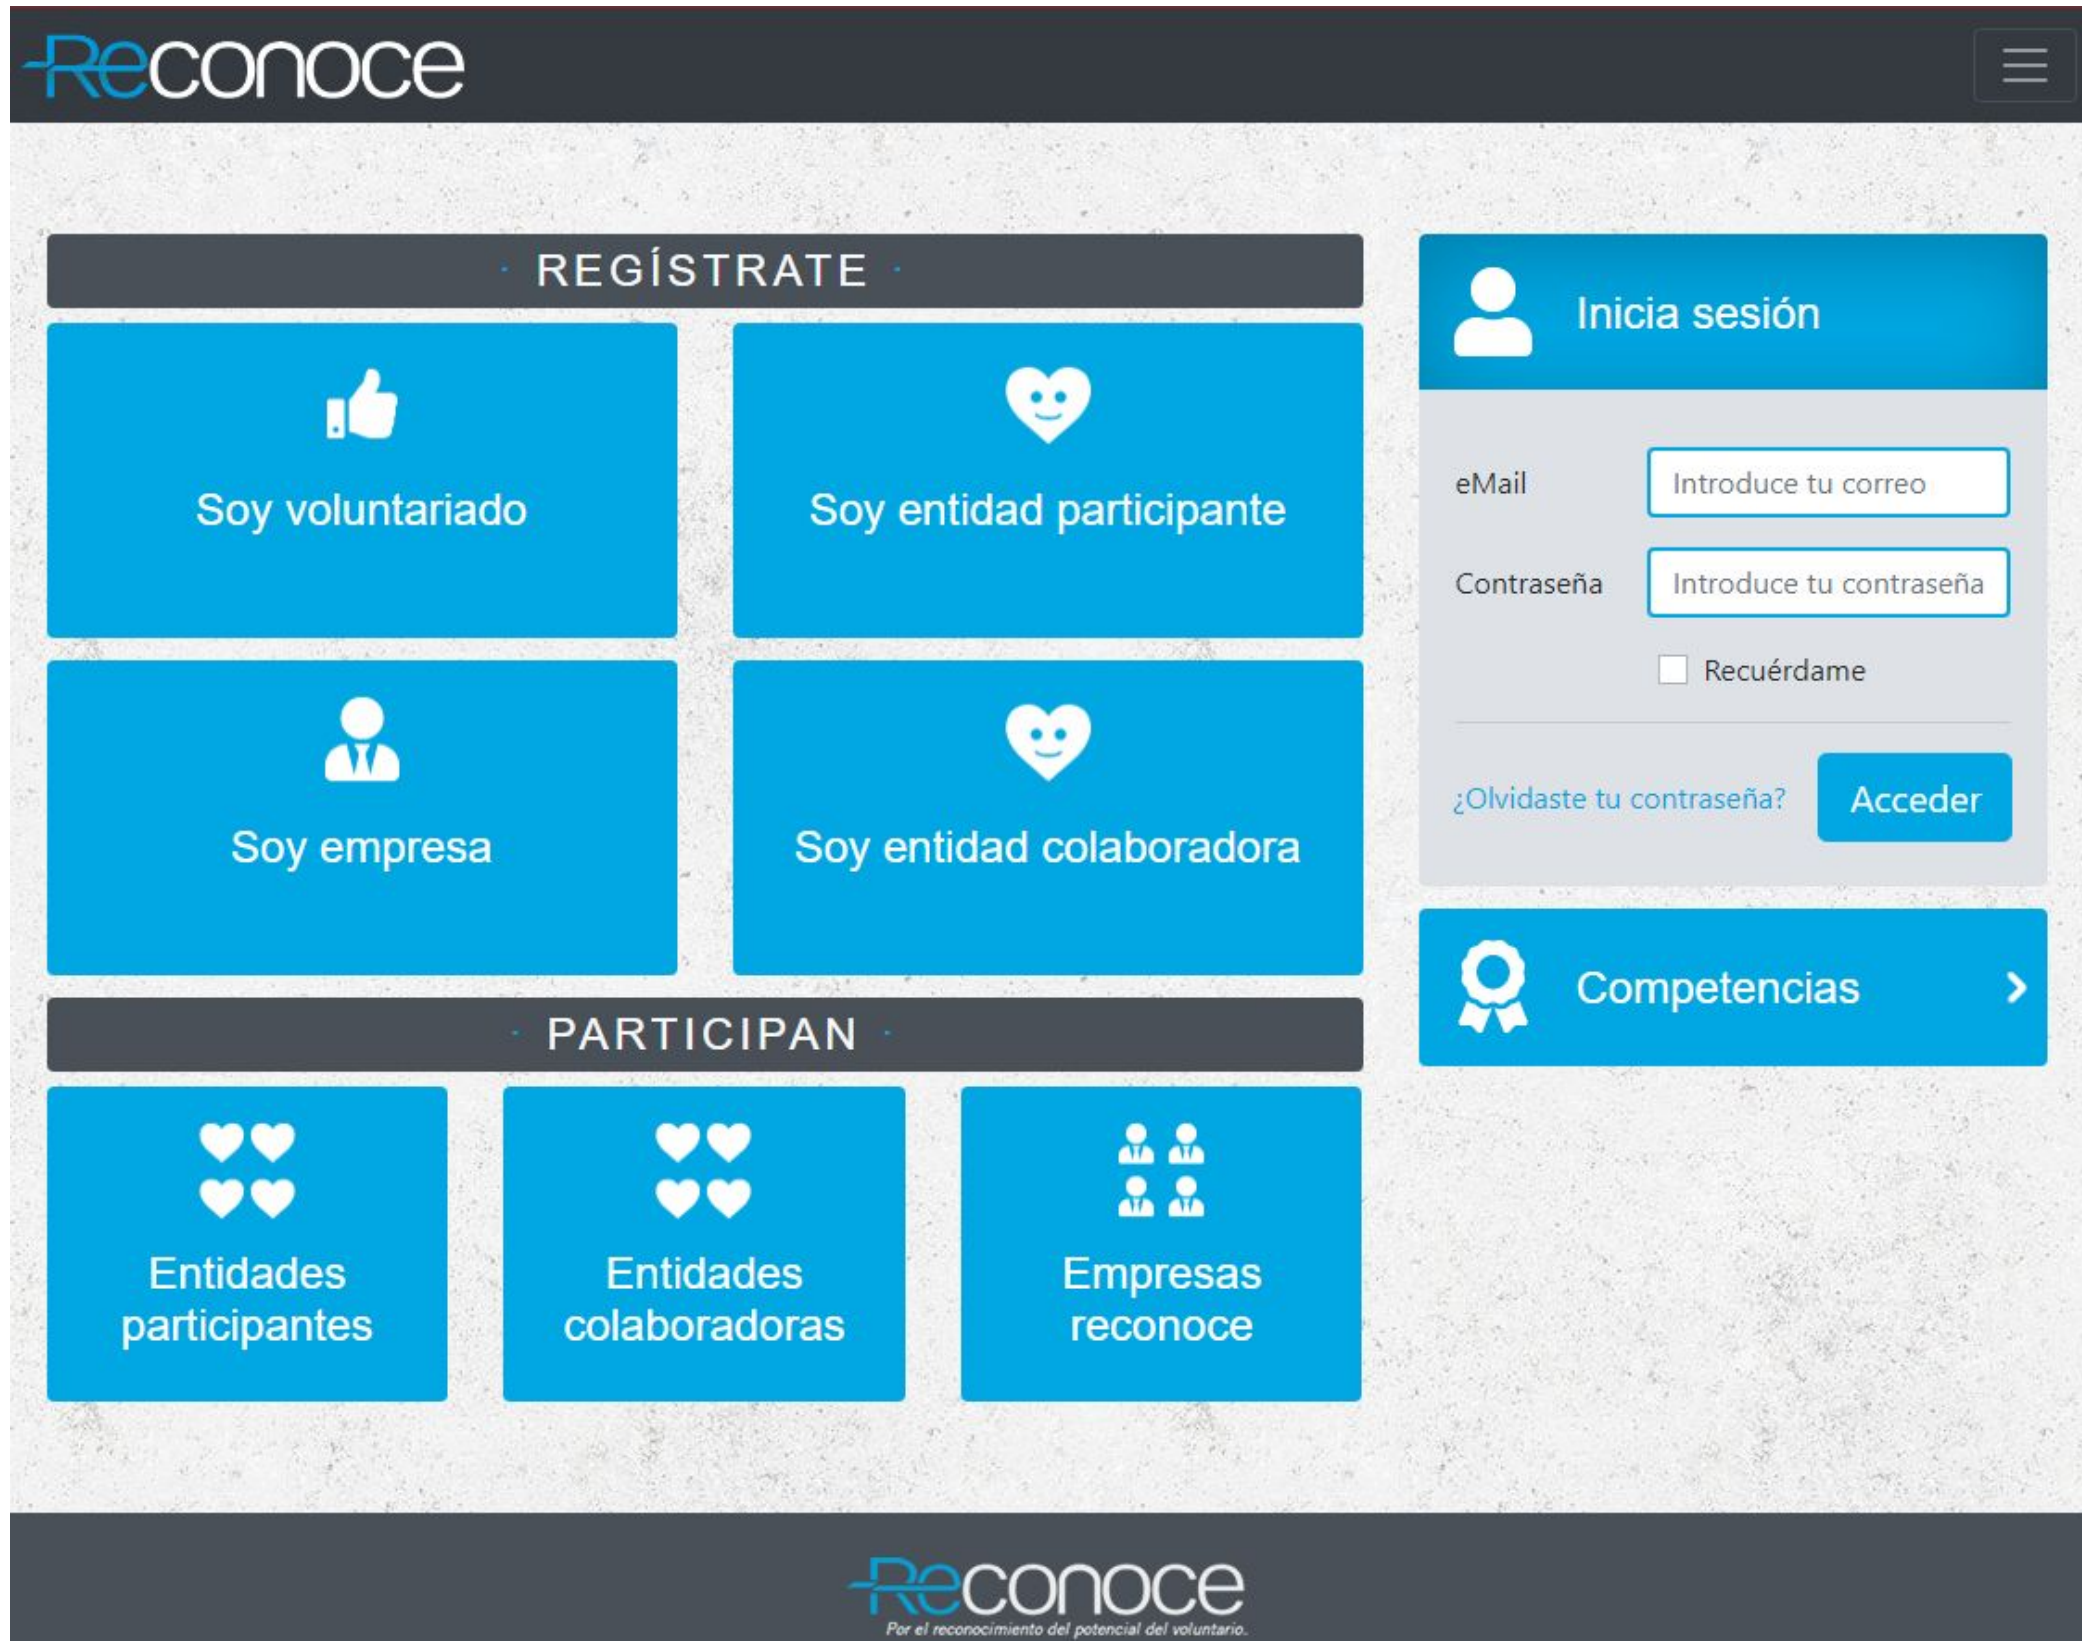 Reconoce
· REGÍSTRATE ·
Soy voluntariado
Soy entidad participante
Soy empresa
Soy entidad colaboradora
· PARTICIPAN ·
Entidades
participantes
Entidades
colaboradoras
Empresas
reconoce
Inicia sesión
eMail
Introduce tu correo
Contraseña
Introduce tu contraseña
Recuérdame
¿Olvidaste tu contraseña?
Acceder
Competencias
Reconoce
Por el reconocimiento del potencial del voluntario.